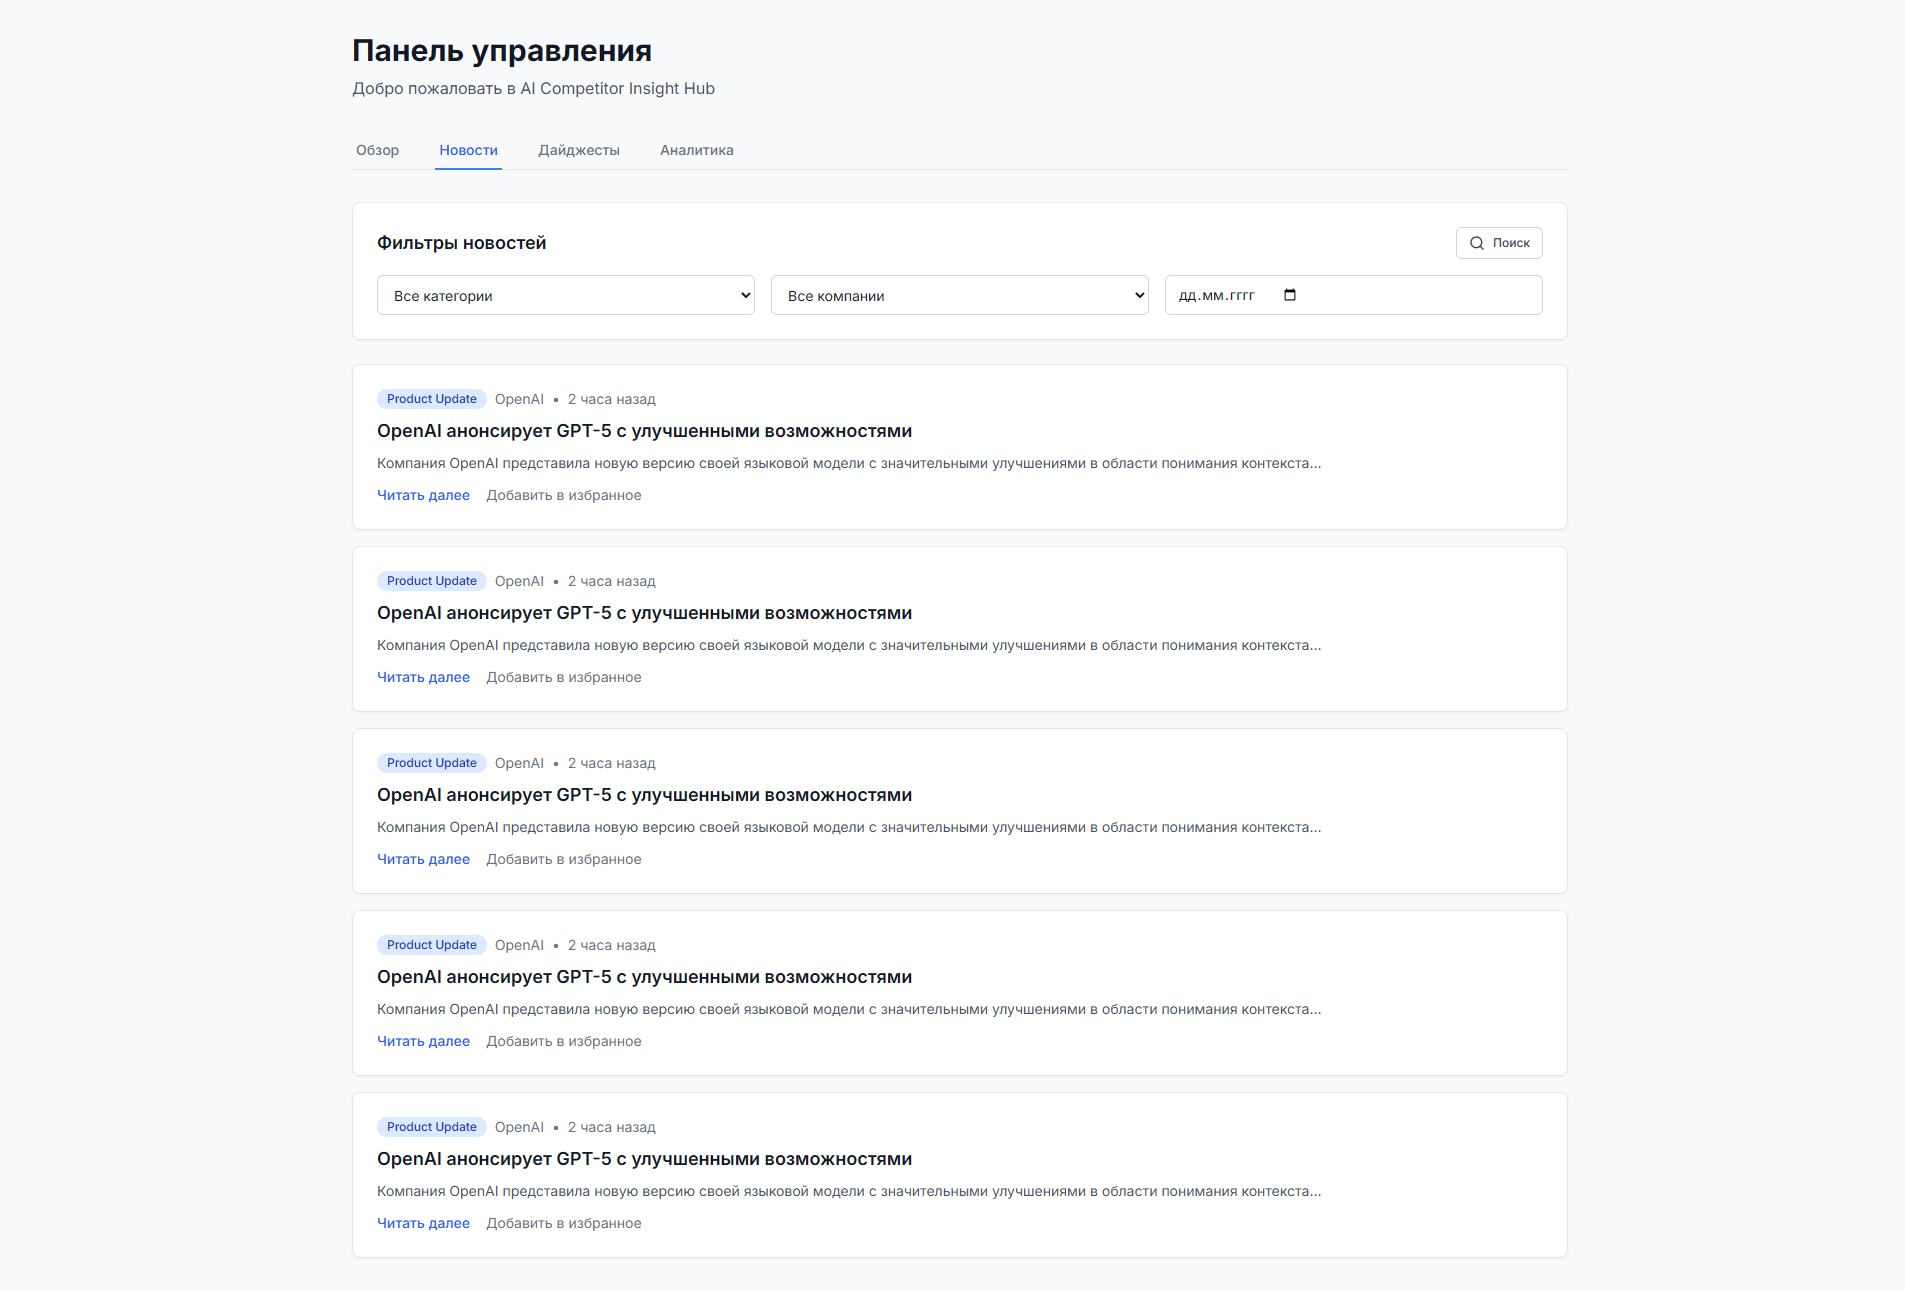 Панель управления
Добро пожаловать в AI Competitor Insight Hub
Обзор Новости Дайджесты Аналитика
Фильтры новостей Поиск
Все категории Все компании дд.мм.гггг
Product Update OpenAI • 2 часа назад
OpenAI анонсирует GPT-5 с улучшенными возможностями
Компания OpenAI представила новую версию своей языковой модели с значительными улучшениями в области понимания контекста...
Читать далее Добавить в избранное
Product Update OpenAI • 2 часа назад
OpenAI анонсирует GPT-5 с улучшенными возможностями
Компания OpenAI представила новую версию своей языковой модели с значительными улучшениями в области понимания контекста...
Читать далее Добавить в избранное
Product Update OpenAI • 2 часа назад
OpenAI анонсирует GPT-5 с улучшенными возможностями
Компания OpenAI представила новую версию своей языковой модели с значительными улучшениями в области понимания контекста...
Читать далее Добавить в избранное
Product Update OpenAI • 2 часа назад
OpenAI анонсирует GPT-5 с улучшенными возможностями
Компания OpenAI представила новую версию своей языковой модели с значительными улучшениями в области понимания контекста...
Читать далее Добавить в избранное
Product Update OpenAI • 2 часа назад
OpenAI анонсирует GPT-5 с улучшенными возможностями
Компания OpenAI представила новую версию своей языковой модели с значительными улучшениями в области понимания контекста...
Читать далее Добавить в избранное